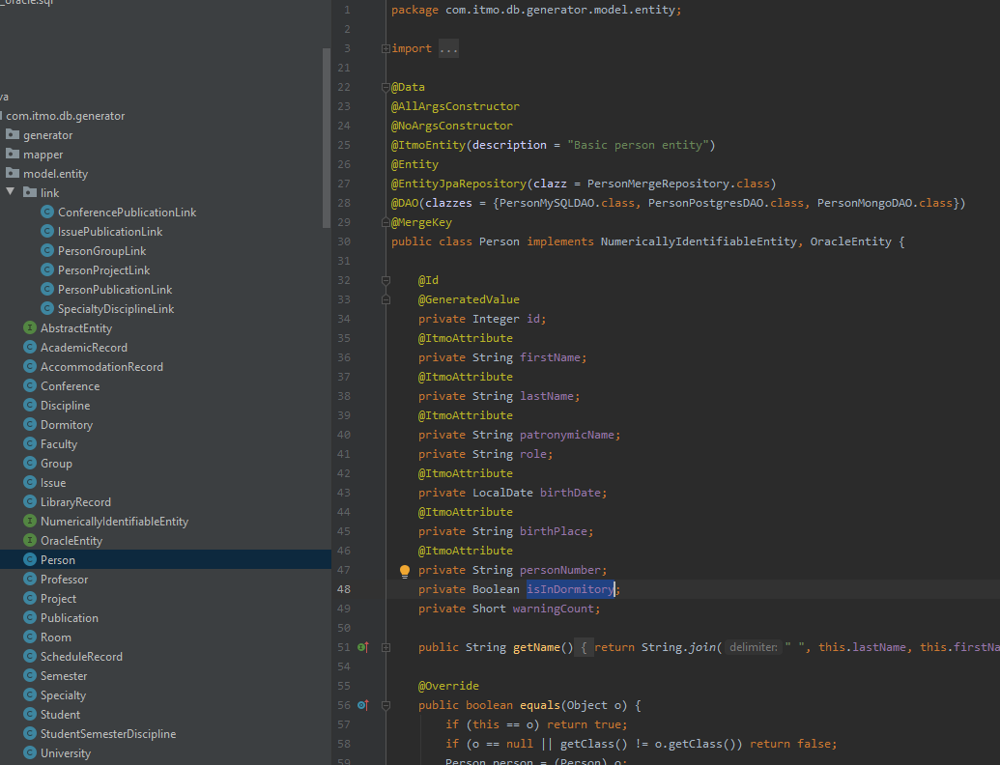 _oracle.sql
va
com.itmo.db.generator
generator
mapper
model.entity
link
ConferencePublicationLink
IssuePublicationLink
PersonGroupLink
PersonProjectLink
PersonPublicationLink
SpecialtyDisciplineLink
AbstractEntity
AcademicRecord
AccommodationRecord
Conference
Discipline
Dormitory
Faculty
Group
Issue
LibraryRecord
NumericallyIdentifiableEntity
OracleEntity
Person
Professor
Project
Publication
Room
ScheduleRecord
Semester
Specialty
Student
StudentSemesterDiscipline
University
1 package com.itmo.db.generator.model.entity;
2
3 import ...
21
22 @Data
23 @AllArgsConstructor
24 @NoArgsConstructor
25 @ItmoEntity(description = "Basic person entity")
26 @Entity
27 @EntityJpaRepository(clazz = PersonMergeRepository.class)
28 @DAO(clazzes = {PersonMySQLDAO.class, PersonPostgresDAO.class, PersonMongoDAO.class})
29 @MergeKey
30 public class Person implements NumericallyIdentifiableEntity, OracleEntity {
31
32 @Id
33 @GeneratedValue
34 private Integer id;
35 @ItmoAttribute
36 private String firstName;
37 @ItmoAttribute
38 private String lastName;
39 @ItmoAttribute
40 private String patronymicName;
41 private String role;
42 @ItmoAttribute
43 private LocalDate birthDate;
44 @ItmoAttribute
45 private String birthPlace;
46 @ItmoAttribute
47 private String personNumber;
48 private Boolean isInDormitory;
49 private Short warningCount;
50
51 public String getName() { return String.join( delimiter: " ", this.lastName, this.firstNa
54
55 @Override
56 public boolean equals(Object o) {
57 if (this == o) return true;
58 if (o == null || getClass() != o.getClass()) return false;
59 Person person = (Person) o;